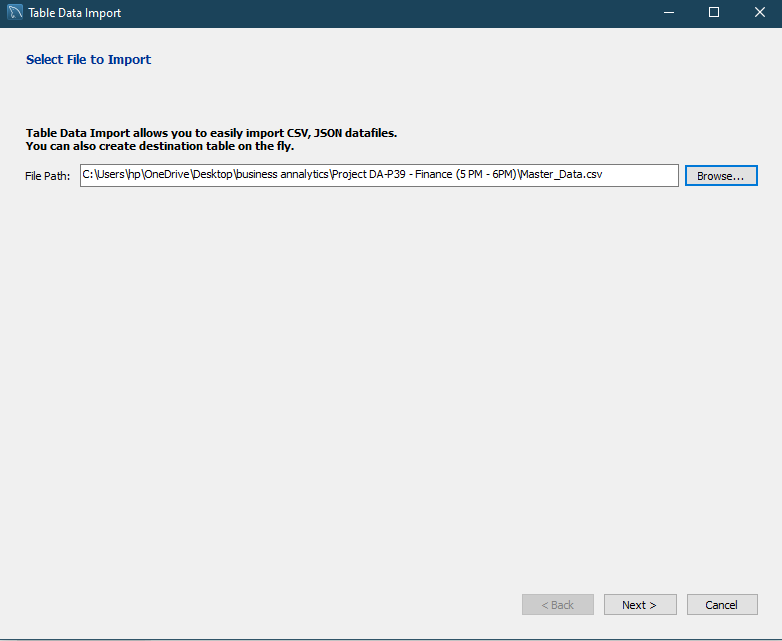 Table Data Import
Select File to Import
Table Data Import allows you to easily import CSV, JSON datafiles.
You can also create destination table on the fly.
File Path: C:\Users\hp\OneDrive\Desktop\business annalytics\Project DA-P39 - Finance (5 PM - 6PM)\Master_Data.csv Browse...
< Back Next > Cancel